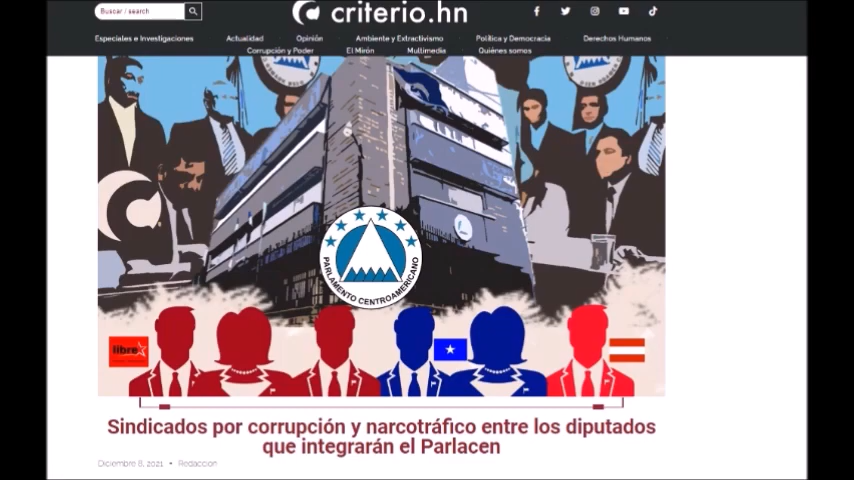 Buscar / search
criterio.hn
Especiales e Investigaciones Actualidad Opinión Ambiente y Extractivismo Política y Democracia Derechos Humanos
Corrupción y Poder El Mirón Multimedia Quiénes somos
PARLAMENTO CENTROAMERICANO
libre
Sindicados por corrupción y narcotráfico entre los diputados
que integrarán el Parlacen
Diciembre 8, 2021 • Redaccion